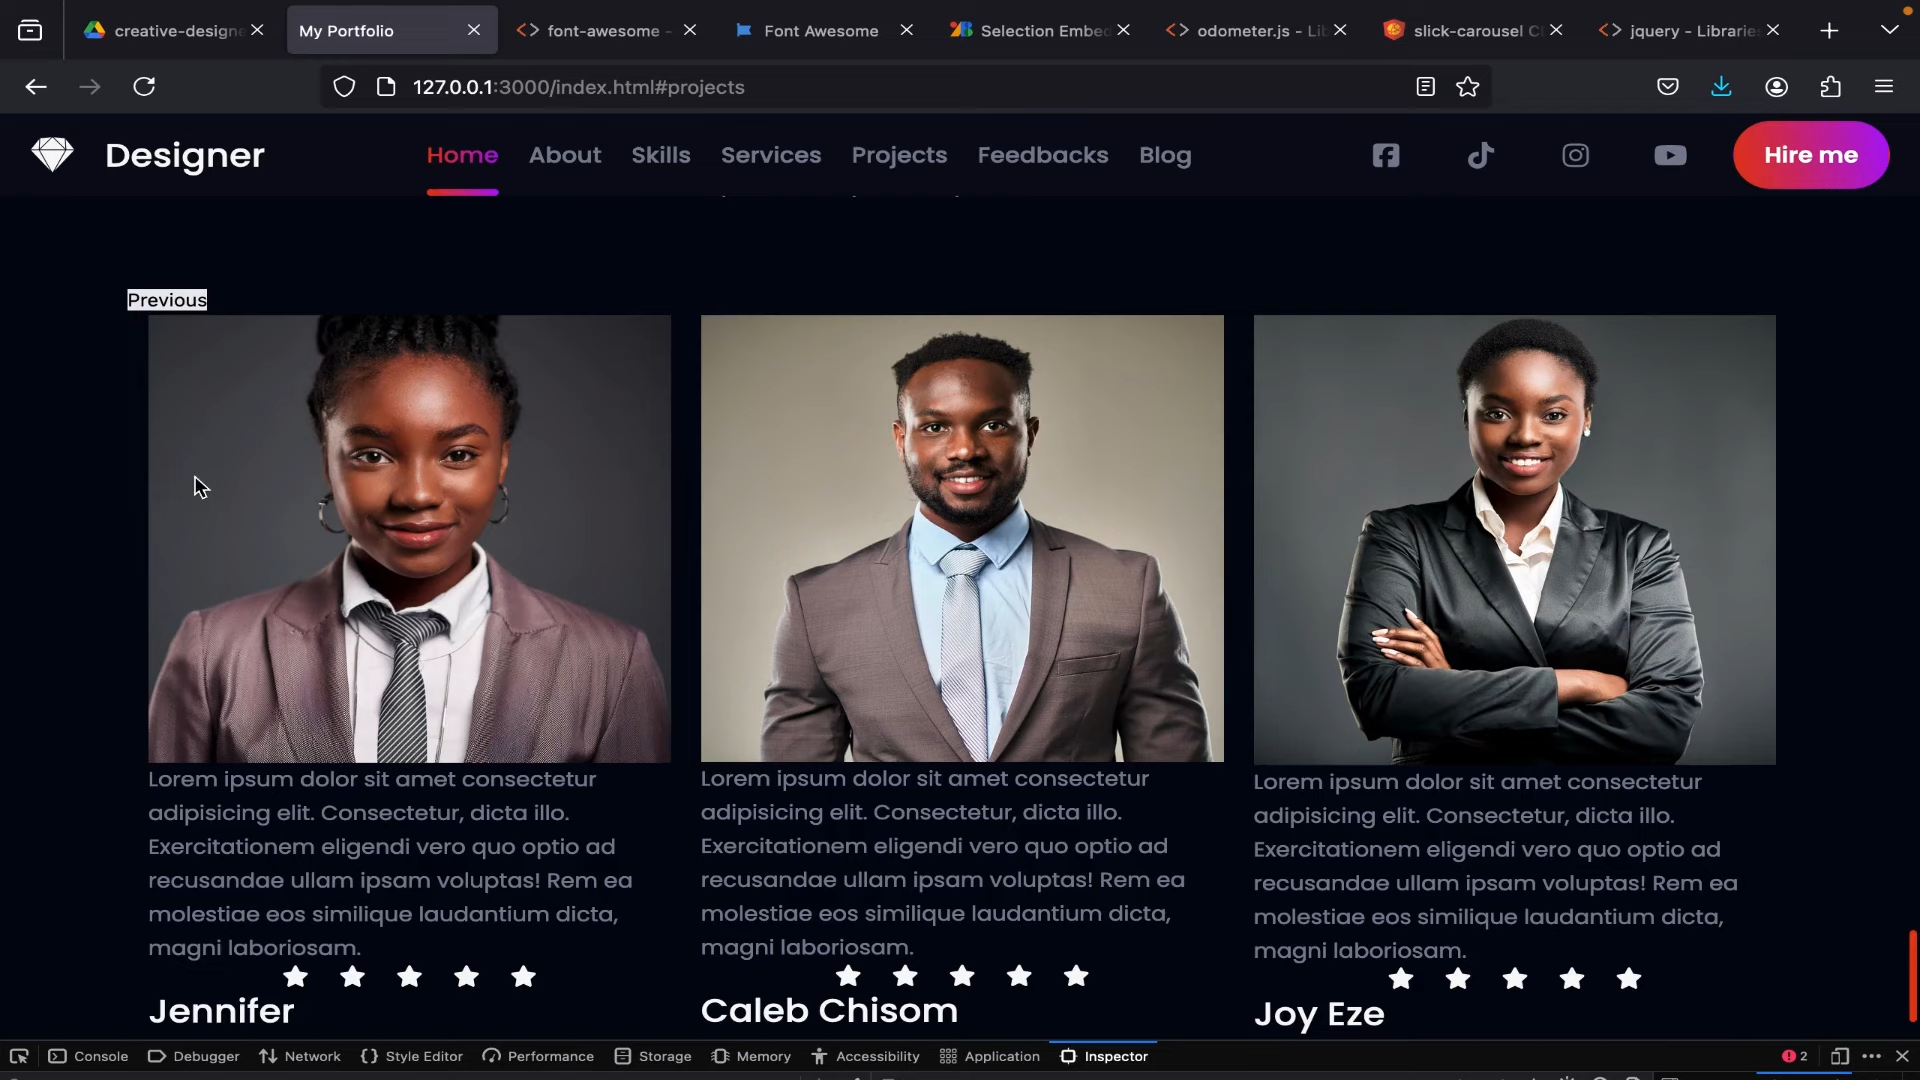 creative-designe
My Portfolio
font-awesome -
Font Awesome
Selection Embed
odometer.js - Lib
slick-carousel C
jquery - Libraries
127.0.0.1:3000/index.html#projects
Designer
Home
About
Skills
Services
Projects
Feedbacks
Blog
Hire me
Previous
Lorem ipsum dolor sit amet consectetur
adipisicing elit. Consectetur, dicta illo.
Exercitationem eligendi vero quo optio ad
recusandae ullam ipsam voluptas! Rem ea
molestiae eos similique laudantium dicta,
magni laboriosam.
Jennifer
Lorem ipsum dolor sit amet consectetur
adipisicing elit. Consectetur, dicta illo.
Exercitationem eligendi vero quo optio ad
recusandae ullam ipsam voluptas! Rem ea
molestiae eos similique laudantium dicta,
magni laboriosam.
Caleb Chisom
Lorem ipsum dolor sit amet consectetur
adipisicing elit. Consectetur, dicta illo.
Exercitationem eligendi vero quo optio ad
recusandae ullam ipsam voluptas! Rem ea
molestiae eos similique laudantium dicta,
magni laboriosam.
Joy Eze
Console
Debugger
Network
Style Editor
Performance
Storage
Memory
Accessibility
Application
Inspector
2